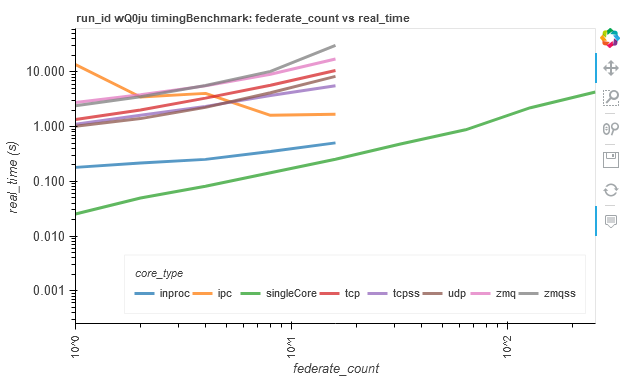 run_id wQ0ju timingBenchmark: federate_count vs real_time
10.000
1.000
0.100
0.010
0.001
real_time (s)
core_type
inproc ipc singleCore tcp tcpss udp zmq zmqss
10^0 10^1 10^2
federate_count